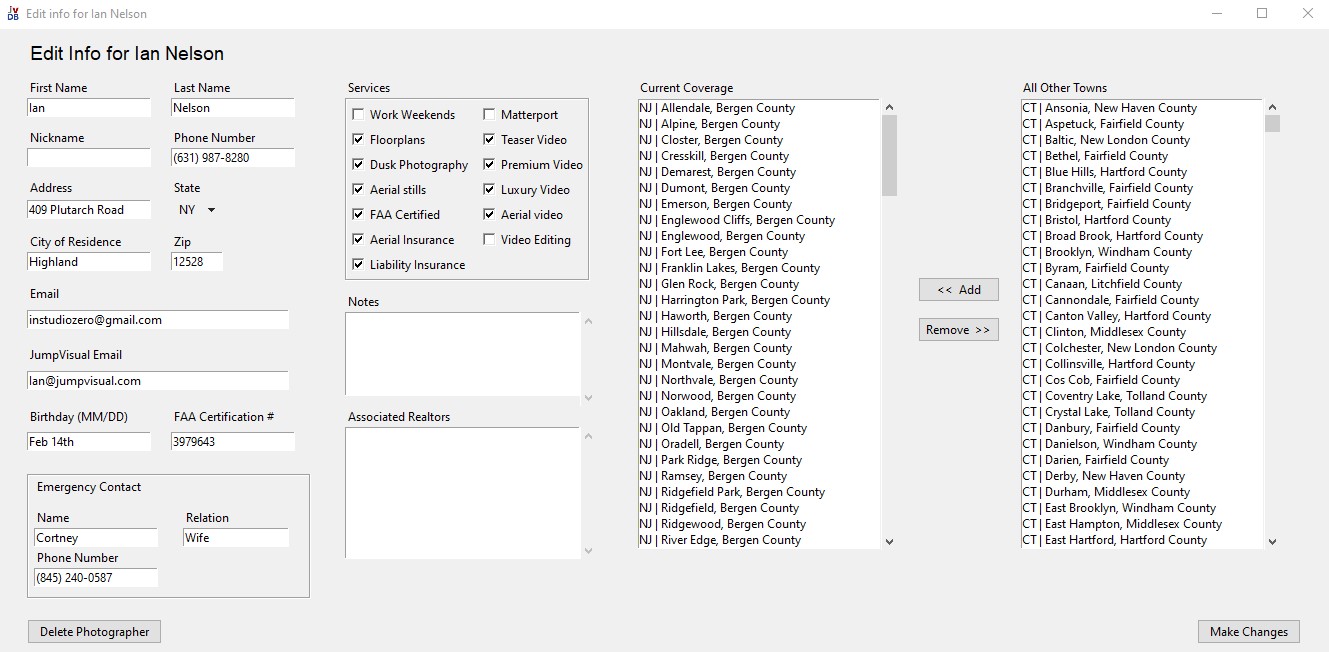 JV
DB
Edit info for Ian Nelson
Edit Info for Ian Nelson
First Name
Last Name
Ian
Nelson
Nickname
Phone Number
(631) 987-8280
Address
State
409 Plutarch Road
NY
City of Residence
Zip
Highland
12528
Email
instudiozero@gmail.com
JumpVisual Email
Ian@jumpvisual.com
Birthday (MM/DD)
FAA Certification #
Feb 14th
3979643
Emergency Contact
Name
Relation
Cortney
Wife
Phone Number
(845) 240-0587
Delete Photographer
Services
Work Weekends
Matterport
Floorplans
Teaser Video
Dusk Photography
Premium Video
Aerial stills
Luxury Video
FAA Certified
Aerial video
Aerial Insurance
Video Editing
Liability Insurance
Notes
Associated Realtors
Current Coverage
NJ | Allendale, Bergen County
NJ | Alpine, Bergen County
NJ | Closter, Bergen County
NJ | Cresskill, Bergen County
NJ | Demarest, Bergen County
NJ | Dumont, Bergen County
NJ | Emerson, Bergen County
NJ | Englewood Cliffs, Bergen County
NJ | Englewood, Bergen County
NJ | Fort Lee, Bergen County
NJ | Franklin Lakes, Bergen County
NJ | Glen Rock, Bergen County
NJ | Harrington Park, Bergen County
NJ | Haworth, Bergen County
NJ | Hillsdale, Bergen County
NJ | Mahwah, Bergen County
NJ | Montvale, Bergen County
NJ | Northvale, Bergen County
NJ | Norwood, Bergen County
NJ | Oakland, Bergen County
NJ | Old Tappan, Bergen County
NJ | Oradell, Bergen County
NJ | Park Ridge, Bergen County
NJ | Ramsey, Bergen County
NJ | Ridgefield Park, Bergen County
NJ | Ridgefield, Bergen County
NJ | Ridgewood, Bergen County
NJ | River Edge, Bergen County
<< Add
Remove >>
All Other Towns
CT | Ansonia, New Haven County
CT | Aspetuck, Fairfield County
CT | Baltic, New London County
CT | Bethel, Fairfield County
CT | Blue Hills, Hartford County
CT | Branchville, Fairfield County
CT | Bridgeport, Fairfield County
CT | Bristol, Hartford County
CT | Broad Brook, Hartford County
CT | Brooklyn, Windham County
CT | Byram, Fairfield County
CT | Canaan, Litchfield County
CT | Cannondale, Fairfield County
CT | Canton Valley, Hartford County
CT | Clinton, Middlesex County
CT | Colchester, New London County
CT | Collinsville, Hartford County
CT | Cos Cob, Fairfield County
CT | Coventry Lake, Tolland County
CT | Crystal Lake, Tolland County
CT | Danbury, Fairfield County
CT | Danielson, Windham County
CT | Darien, Fairfield County
CT | Derby, New Haven County
CT | Durham, Middlesex County
CT | East Brooklyn, Windham County
CT | East Hampton, Middlesex County
CT | East Hartford, Hartford County
Make Changes